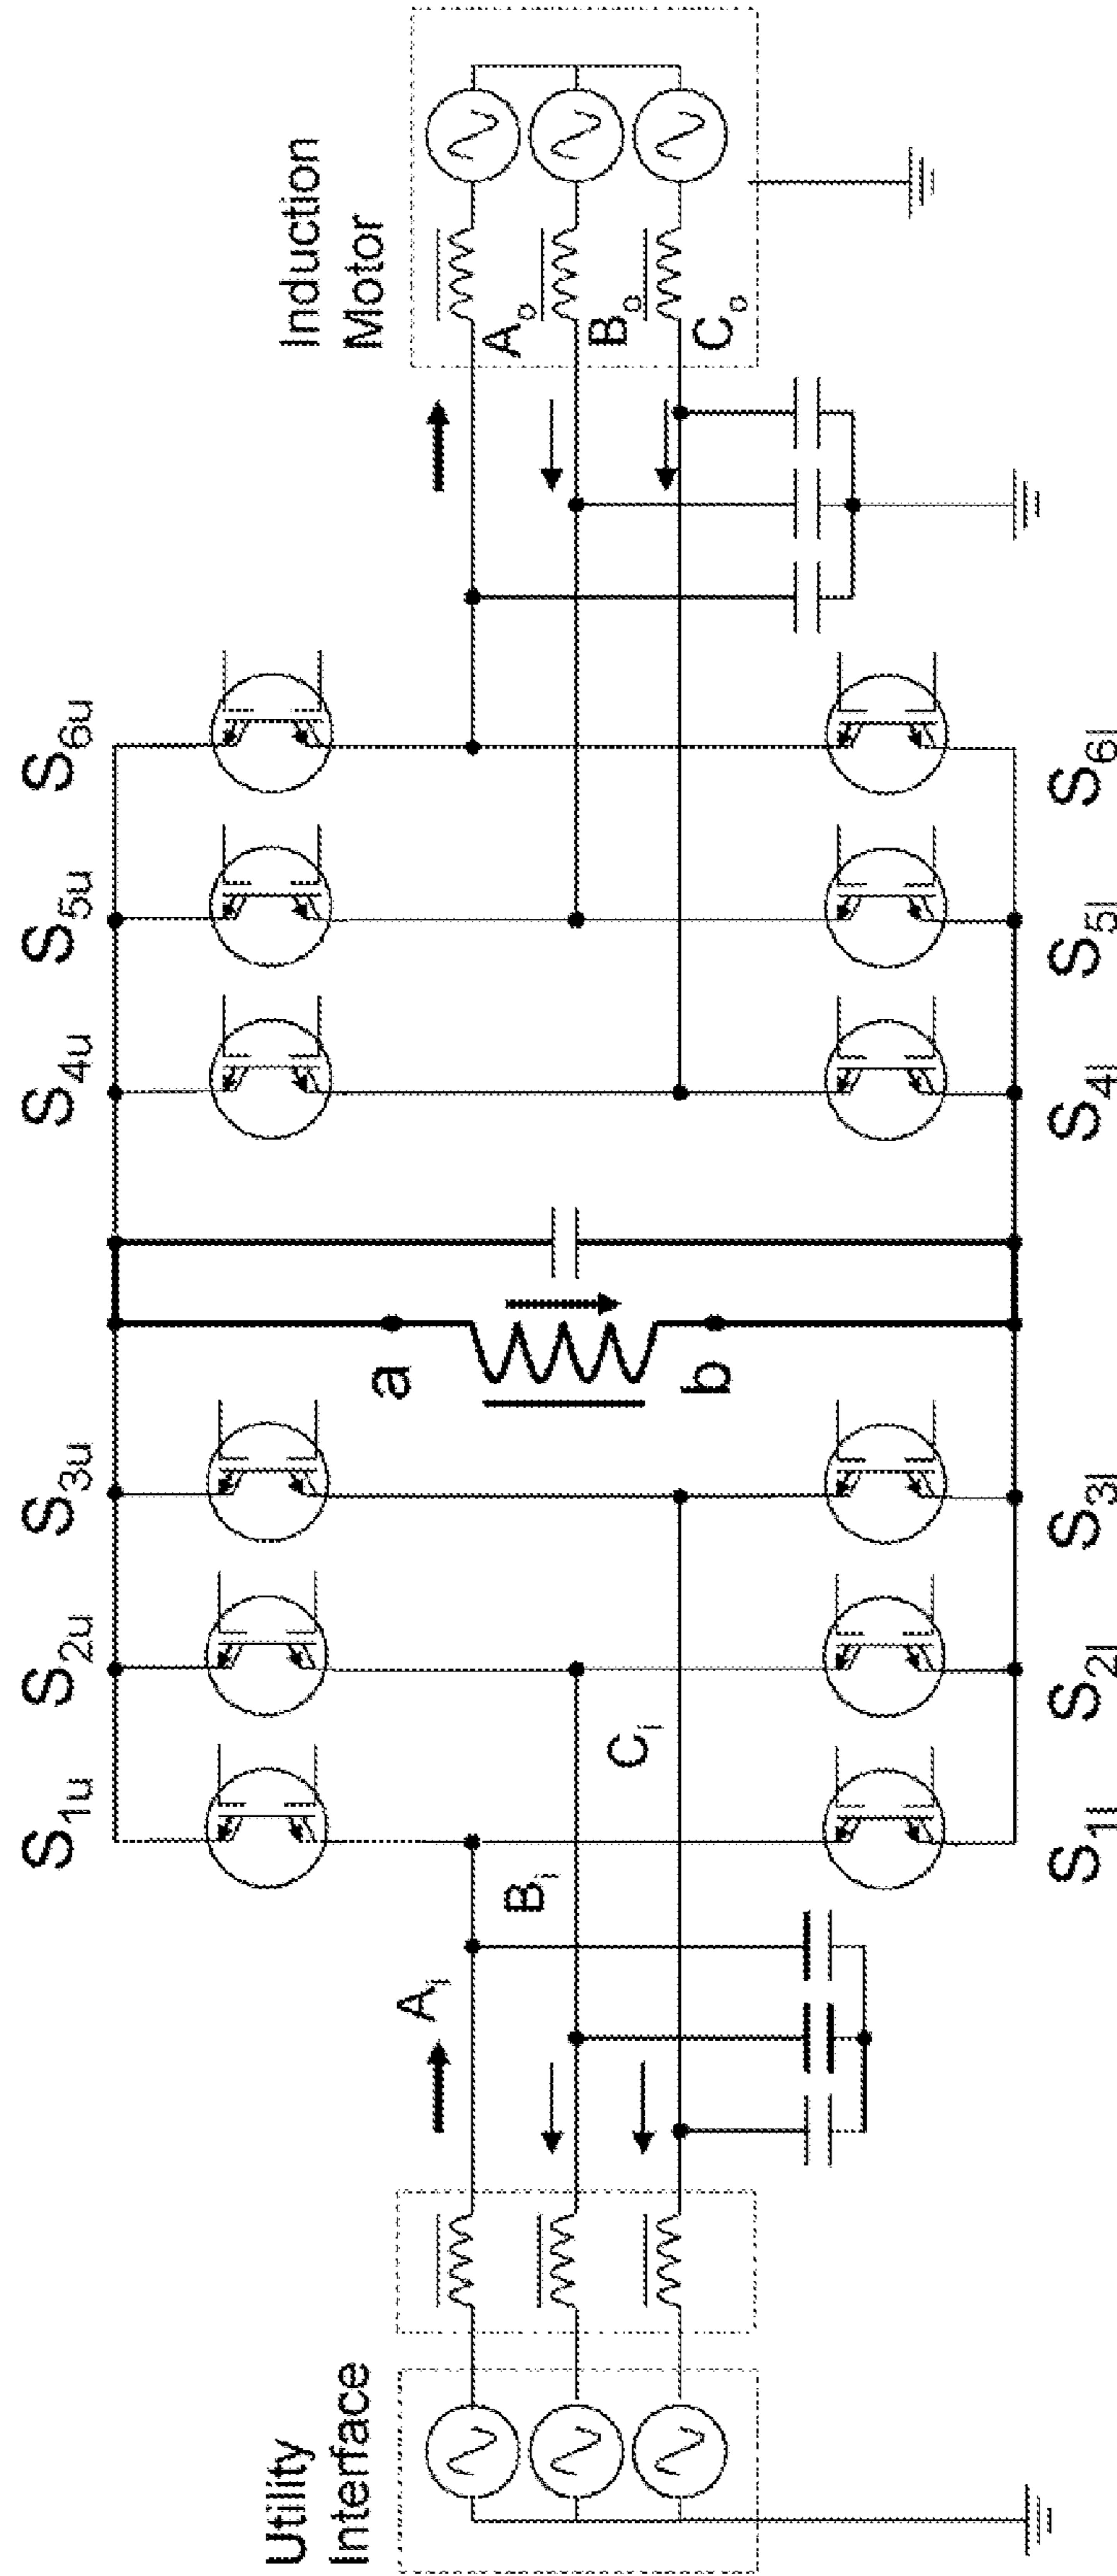 Utility
Interface
Induction
Motor
S1u
S2u
S3u
S4u
S5u
S6u
Ai
Bi
Ci
a
b
Ao
Bo
Co
S1l
S2l
S3l
S4l
S5l
S6l